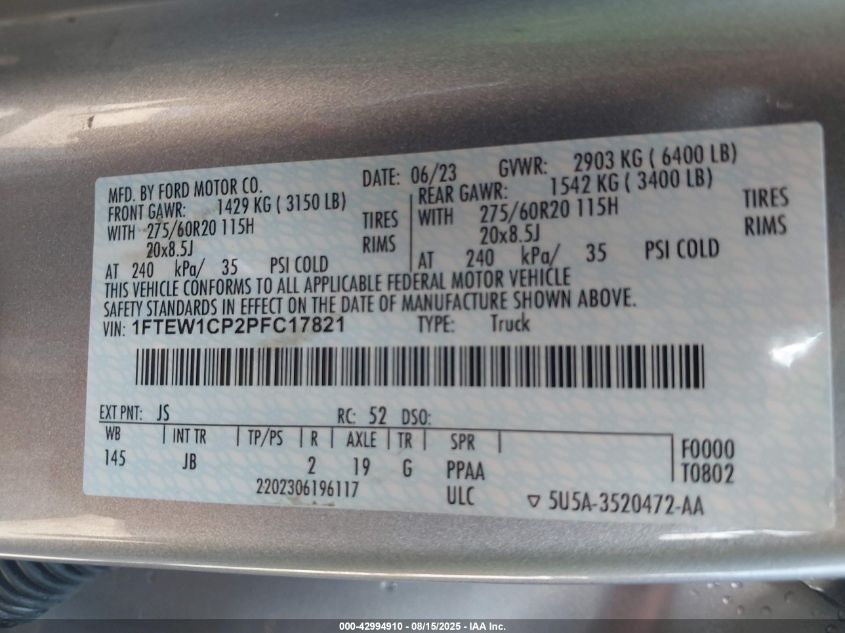 MFD. BY FORD MOTOR CO. DATE: 06/23 GVWR: 2903 KG ( 6400 LB)
FRONT GAWR: 1429 KG ( 3150 LB) REAR GAWR: 1542 KG ( 3400 LB)
WITH 275/60R20 115H TIRES WITH 275/60R20 115H TIRES
20x8.5J RIMS 20x8.5J RIMS
AT 240 kPa/ 35 PSI COLD AT 240 kPa/ 35 PSI COLD
THIS VEHICLE CONFORMS TO ALL APPLICABLE FEDERAL MOTOR VEHICLE
SAFETY STANDARDS IN EFFECT ON THE DATE OF MANUFACTURE SHOWN ABOVE.
VIN: 1FTEW1CP2PFC17821 TYPE: Truck
EXT PNT: JS RC: 52 DSO:
WB INT TR TP/PS R AXLE TR SPR F0000
145 JB 2 19 G PPAA T0802
2202306196117 ULC ▽ 5U5A-3520472-AA
000-42994910 - 08/15/2025 - IAA Inc.